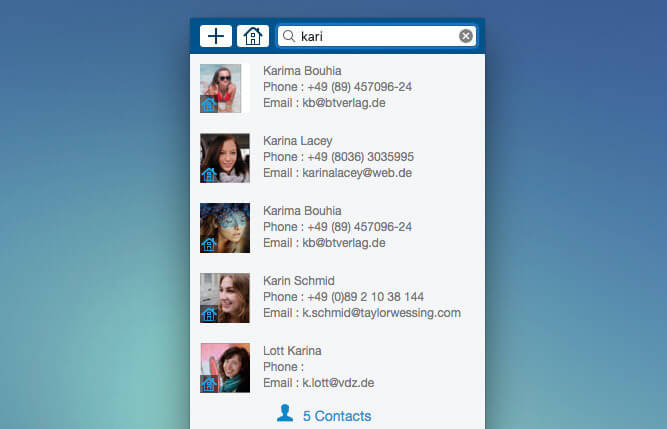 kari
Karima Bouhia
Phone : +49 (89) 457096-24
Email : kb@btverlag.de
Karina Lacey
Phone : +49 (8036) 3035995
Email : karinalacey@web.de
Karima Bouhia
Phone : +49 (89) 457096-24
Email : kb@btverlag.de
Karin Schmid
Phone : +49 (0)89 2 10 38 144
Email : k.schmid@taylorwessing.com
Lott Karina
Phone :
Email : k.lott@vdz.de
5 Contacts